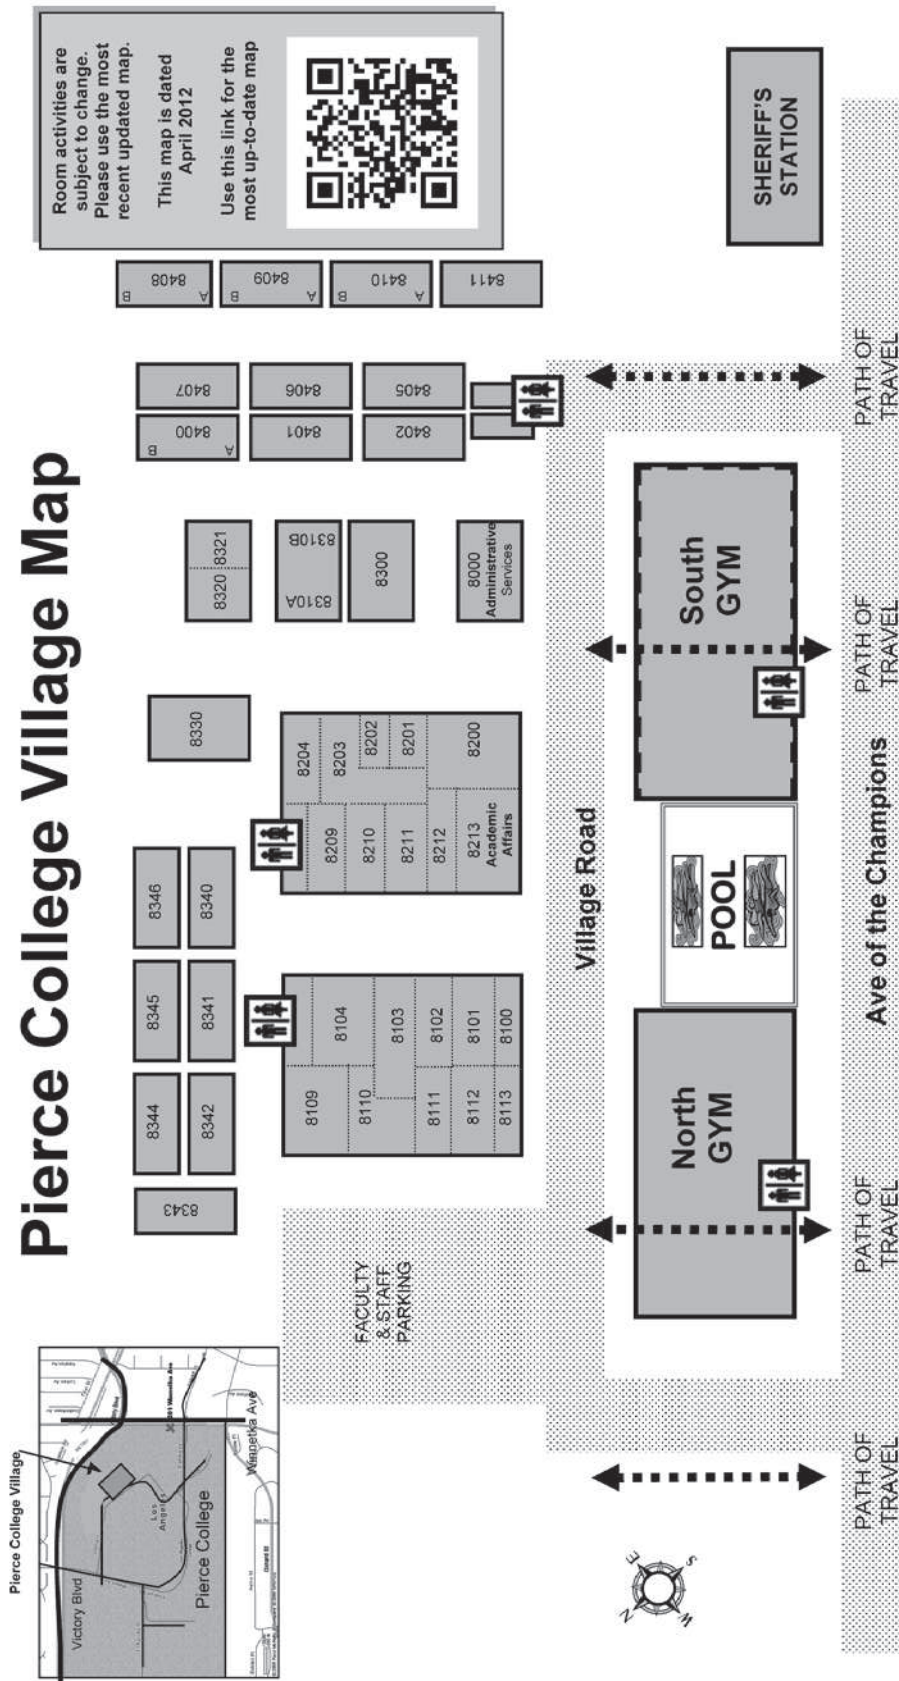 Pierce College Village Map
Room activities are
subject to change.
Please use the most
recent updated map.
This map is dated
April 2012
Use this link for the
most up-to-date map
Pierce College Village
Victory Blvd
Los
Angeles
Pierce College
Winnetka Ave
8343
8344
8345
8346
8342
8341
8340
8330
8320
8321
8310A
8310B
8300
8000
Administrative
Services
B
8400
A
8401
8402
8407
8406
8405
B
8408
A
B
8409
A
B
8410
A
8411
8109
8110
8111
8112
8113
8104
8103
8102
8101
8100
8204
8203
8202
8201
8200
8209
8210
8211
8212
8213
Academic
Affairs
FACULTY
& STAFF
PARKING
Village Road
North
GYM
POOL
South
GYM
SHERIFF'S
STATION
N
E
S
W
Ave of the Champions
PATH OF
TRAVEL
PATH OF
TRAVEL
PATH OF
TRAVEL
PATH OF
TRAVEL